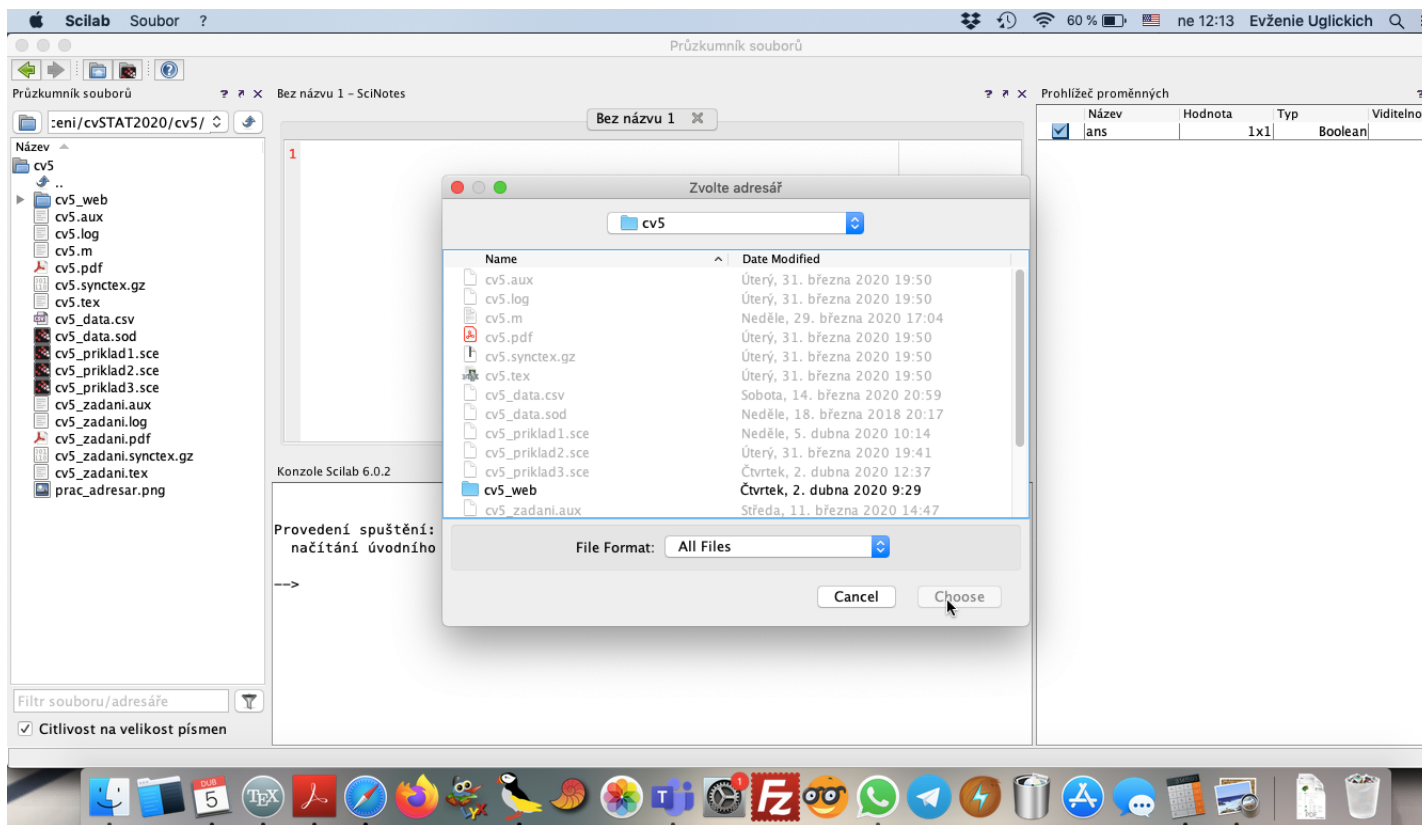 Scilab Soubor ? 60 % ne 12:13 Evženie Uglickich
Průzkumník souborů
Průzkumník souborů ? ↗ X
:eni/cvSTAT2020/cv5/
Název
cv5
..
cv5_web
cv5.aux
cv5.log
cv5.m
cv5.pdf
cv5.synctex.gz
cv5.tex
cv5_data.csv
cv5_data.sod
cv5_priklad1.sce
cv5_priklad2.sce
cv5_priklad3.sce
cv5_zadani.aux
cv5_zadani.log
cv5_zadani.pdf
cv5_zadani.synctex.gz
cv5_zadani.tex
prac_adresar.png
Filtr souboru/adresáře
Citlivost na velikost písmen
Bez názvu 1 - SciNotes ? ↗ X
Bez názvu 1
1
Zvolte adresář
cv5
Name Date Modified
cv5.aux Úterý, 31. března 2020 19:50
cv5.log Úterý, 31. března 2020 19:50
cv5.m Neděle, 29. března 2020 17:04
cv5.pdf Úterý, 31. března 2020 19:50
cv5.synctex.gz Úterý, 31. března 2020 19:50
cv5.tex Úterý, 31. března 2020 19:50
cv5_data.csv Sobota, 14. března 2020 20:59
cv5_data.sod Neděle, 18. března 2018 20:17
cv5_priklad1.sce Neděle, 5. dubna 2020 10:14
cv5_priklad2.sce Úterý, 31. března 2020 19:41
cv5_priklad3.sce Čtvrtek, 2. dubna 2020 12:37
cv5_web Čtvrtek, 2. dubna 2020 9:29
cv5_zadani.aux Středa, 11. března 2020 14:47
File Format: All Files
Cancel Choose
Konzole Scilab 6.0.2
Provedení spuštění:
načítání úvodního
-->
Prohlížeč proměnných ?
Název Hodnota Typ Viditelno
ans 1x1 Boolean
DUB
5
TEX
T
1
Fz